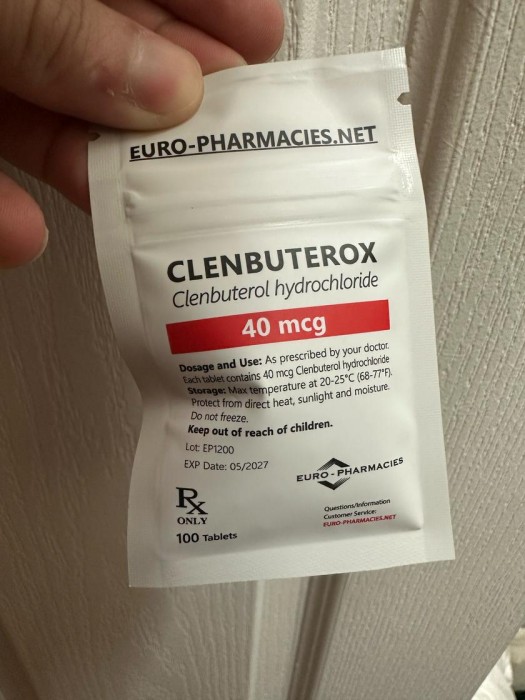 EURO-PHARMACIES.NET
CLENBUTEROX
Clenbuterol hydrochloride
40 mcg
Dosage and Use: As prescribed by your doctor.
Each tablet contains 40 mcg Clenbuterol hydrochloride
Storage: Max temperature at 20-25°C (68-77°F).
Protect from direct heat, sunlight and moisture.
Do not freeze.
Keep out of reach of children.
Lot: EP1200
EXP Date: 05/2027
EURO-PHARMACIES
Rx
ONLY
100 Tablets
Questions/Information
Customer Service:
EURO-PHARMACIES.NET